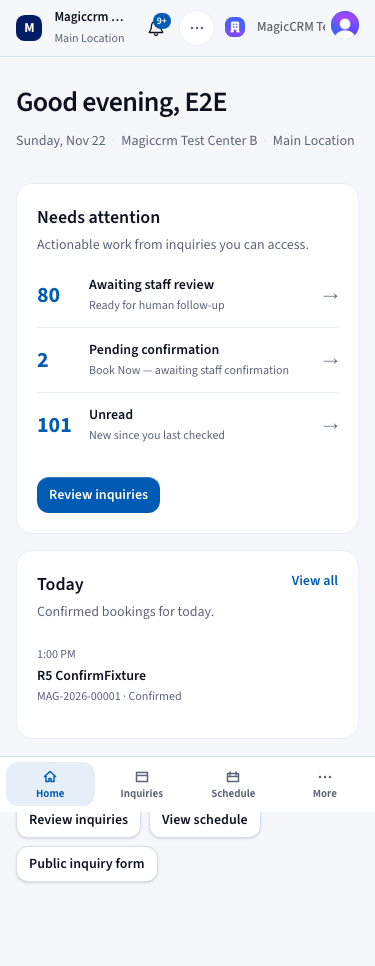 M
Magiccrm ...
Main Location
9+
MagicCRM Te
Good evening, E2E
Sunday, Nov 22 · Magiccrm Test Center B · Main Location
Needs attention
Actionable work from inquiries you can access.
80
Awaiting staff review
Ready for human follow-up
→
2
Pending confirmation
Book Now — awaiting staff confirmation
→
101
Unread
New since you last checked
→
Review inquiries
Today
View all
Confirmed bookings for today.
1:00 PM
R5 ConfirmFixture
MAG-2026-00001 · Confirmed
Home
Inquiries
Schedule
More
Review inquiries
View schedule
Public inquiry form